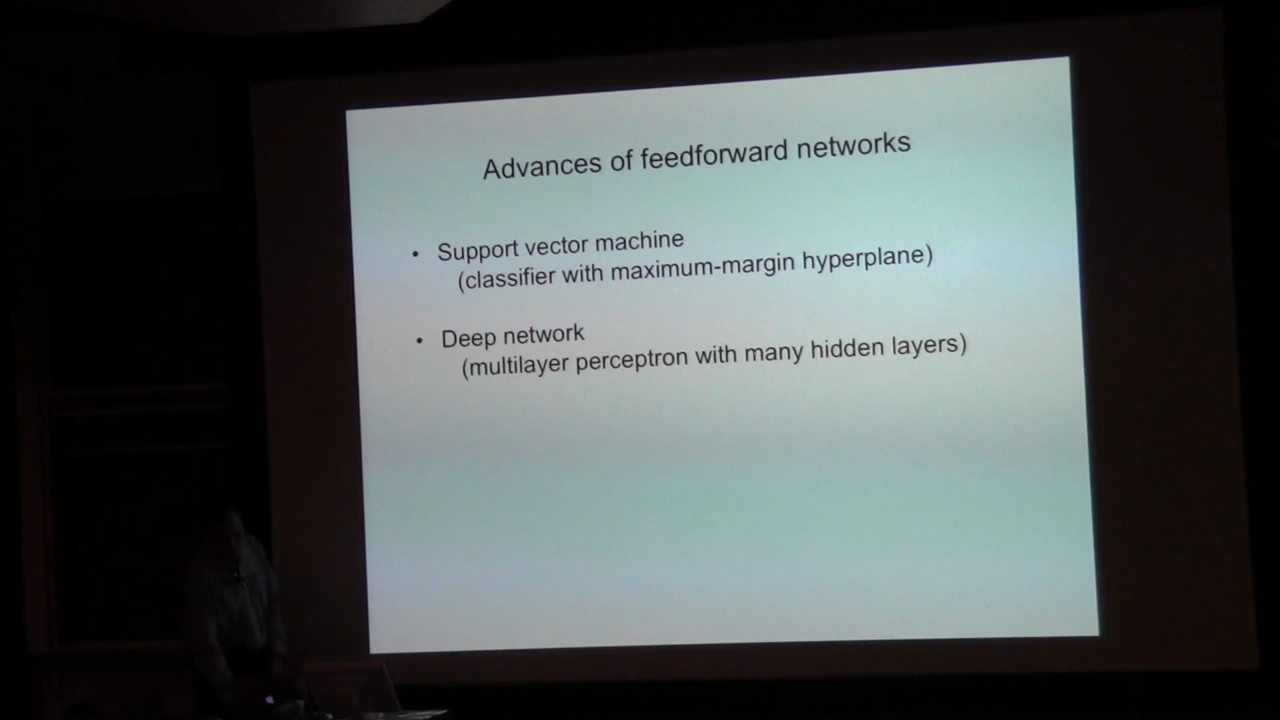 Advances of feedforward networks
• Support vector machine
(classifier with maximum-margin hyperplane)
• Deep network
(multilayer perceptron with many hidden layers)